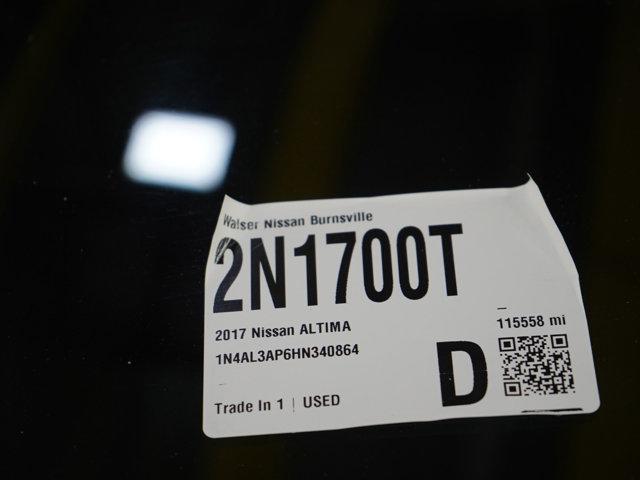 Walser Nissan Burnsville
2N1700T
2017 Nissan ALTIMA
115558 mi
1N4AL3AP6HN340864
D
Trade In 1 | USED